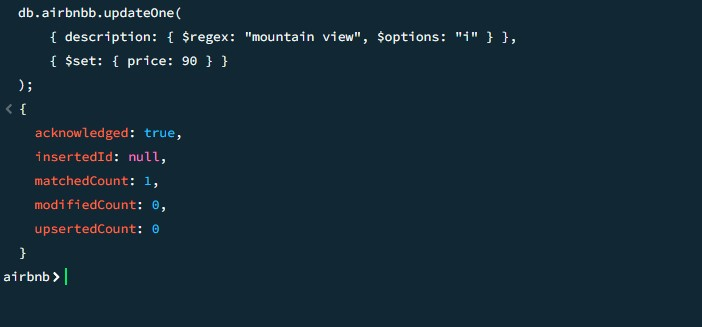 db.airbnbb.updateOne(
{ description: { $regex: "mountain view", $options: "i" } },
{ $set: { price: 90 } }
);
< {
acknowledged: true,
insertedId: null,
matchedCount: 1,
modifiedCount: 0,
upsertedCount: 0
}
airbnb>